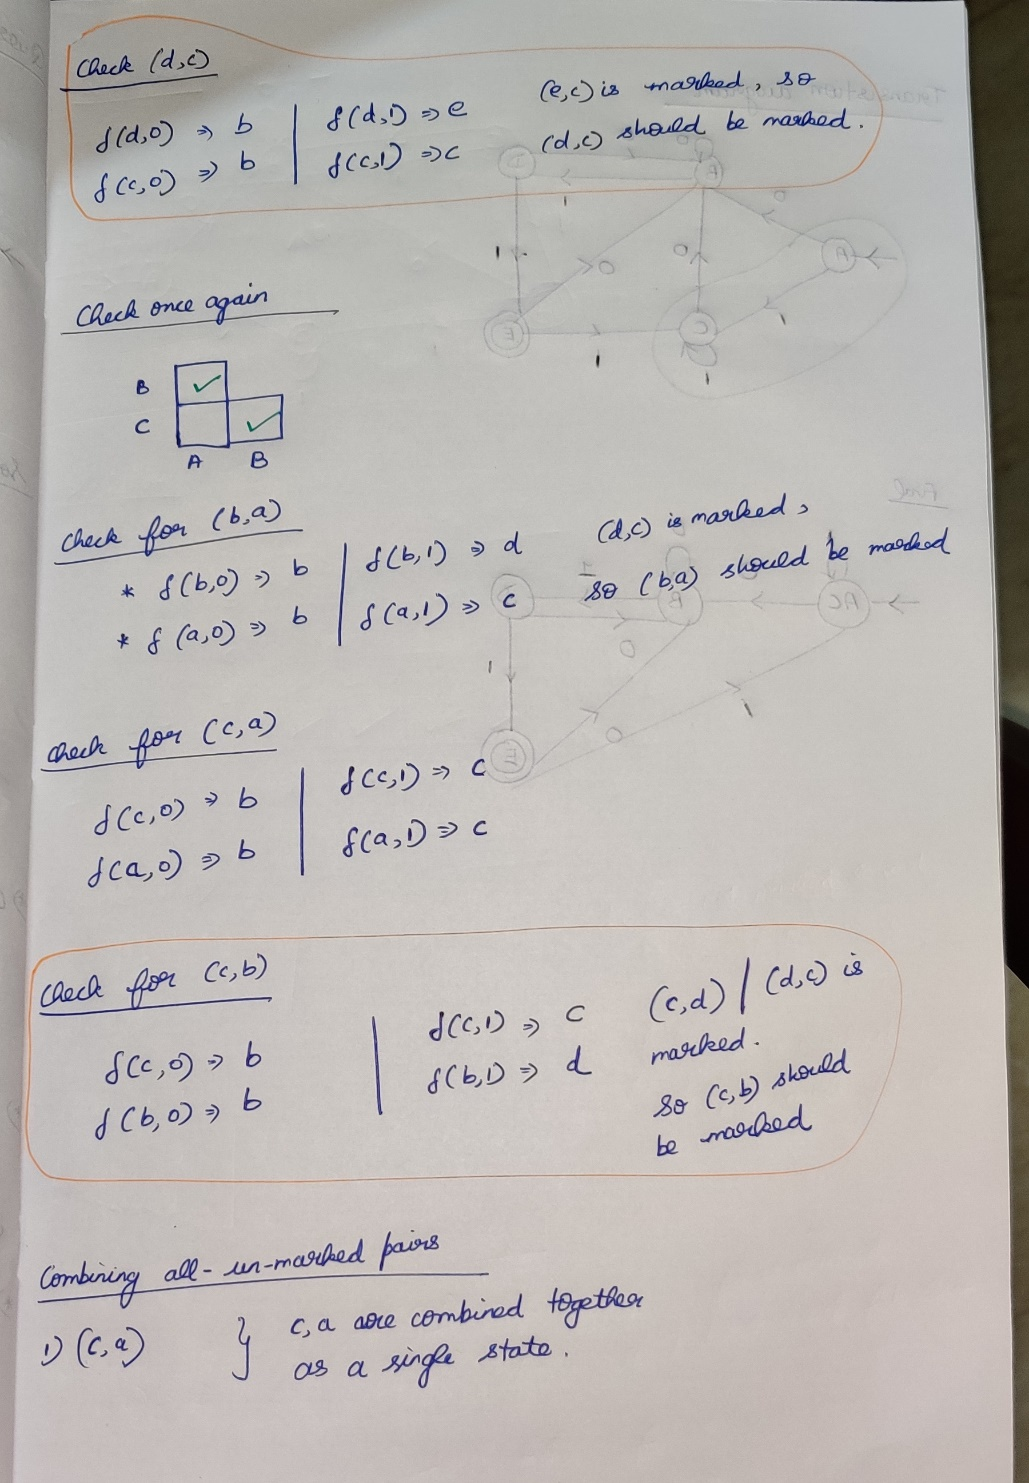 Check (d,c)
f(d,0) => b | f(d,1) => e (e,c) is marked, so
f(c,0) => b | f(c,1) => c (d,c) should be marked.
Check once again
B ✓
C ✓
A B
Check for (b,a)
* f(b,0) => b | f(b,1) => d (d,c) is marked,
* f(a,0) => b | f(a,1) => c so (b,a) should be marked
Check for (c,a)
f(c,0) => b | f(c,1) => c
f(a,0) => b | f(a,1) => c
Check for (c,b)
f(c,0) => b | f(c,1) => c (c,d) / (d,c) is
f(b,0) => b | f(b,1) => d marked.
so (c,b) should
be marked
Combining all-un-marked pairs
1) (c,a) } c,a are combined together
as a single state.